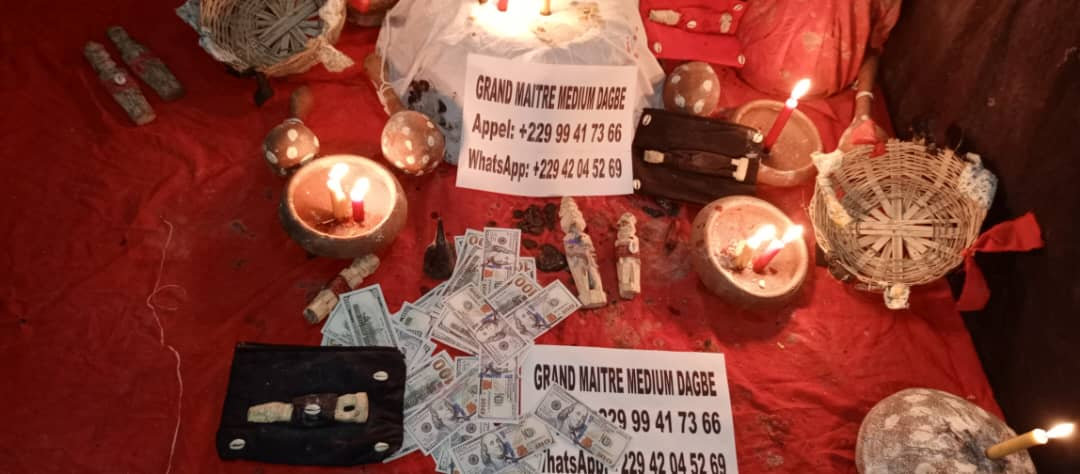 GRAND MAITRE MEDIUM DAGBE
Appel: +229 99 41 73 66
WhatsApp: +229 42 04 52 69
GRAND MAITRE MEDIUM DAGBE
229 99 41 73 66
WhatsApp: 229 42 04 52 69